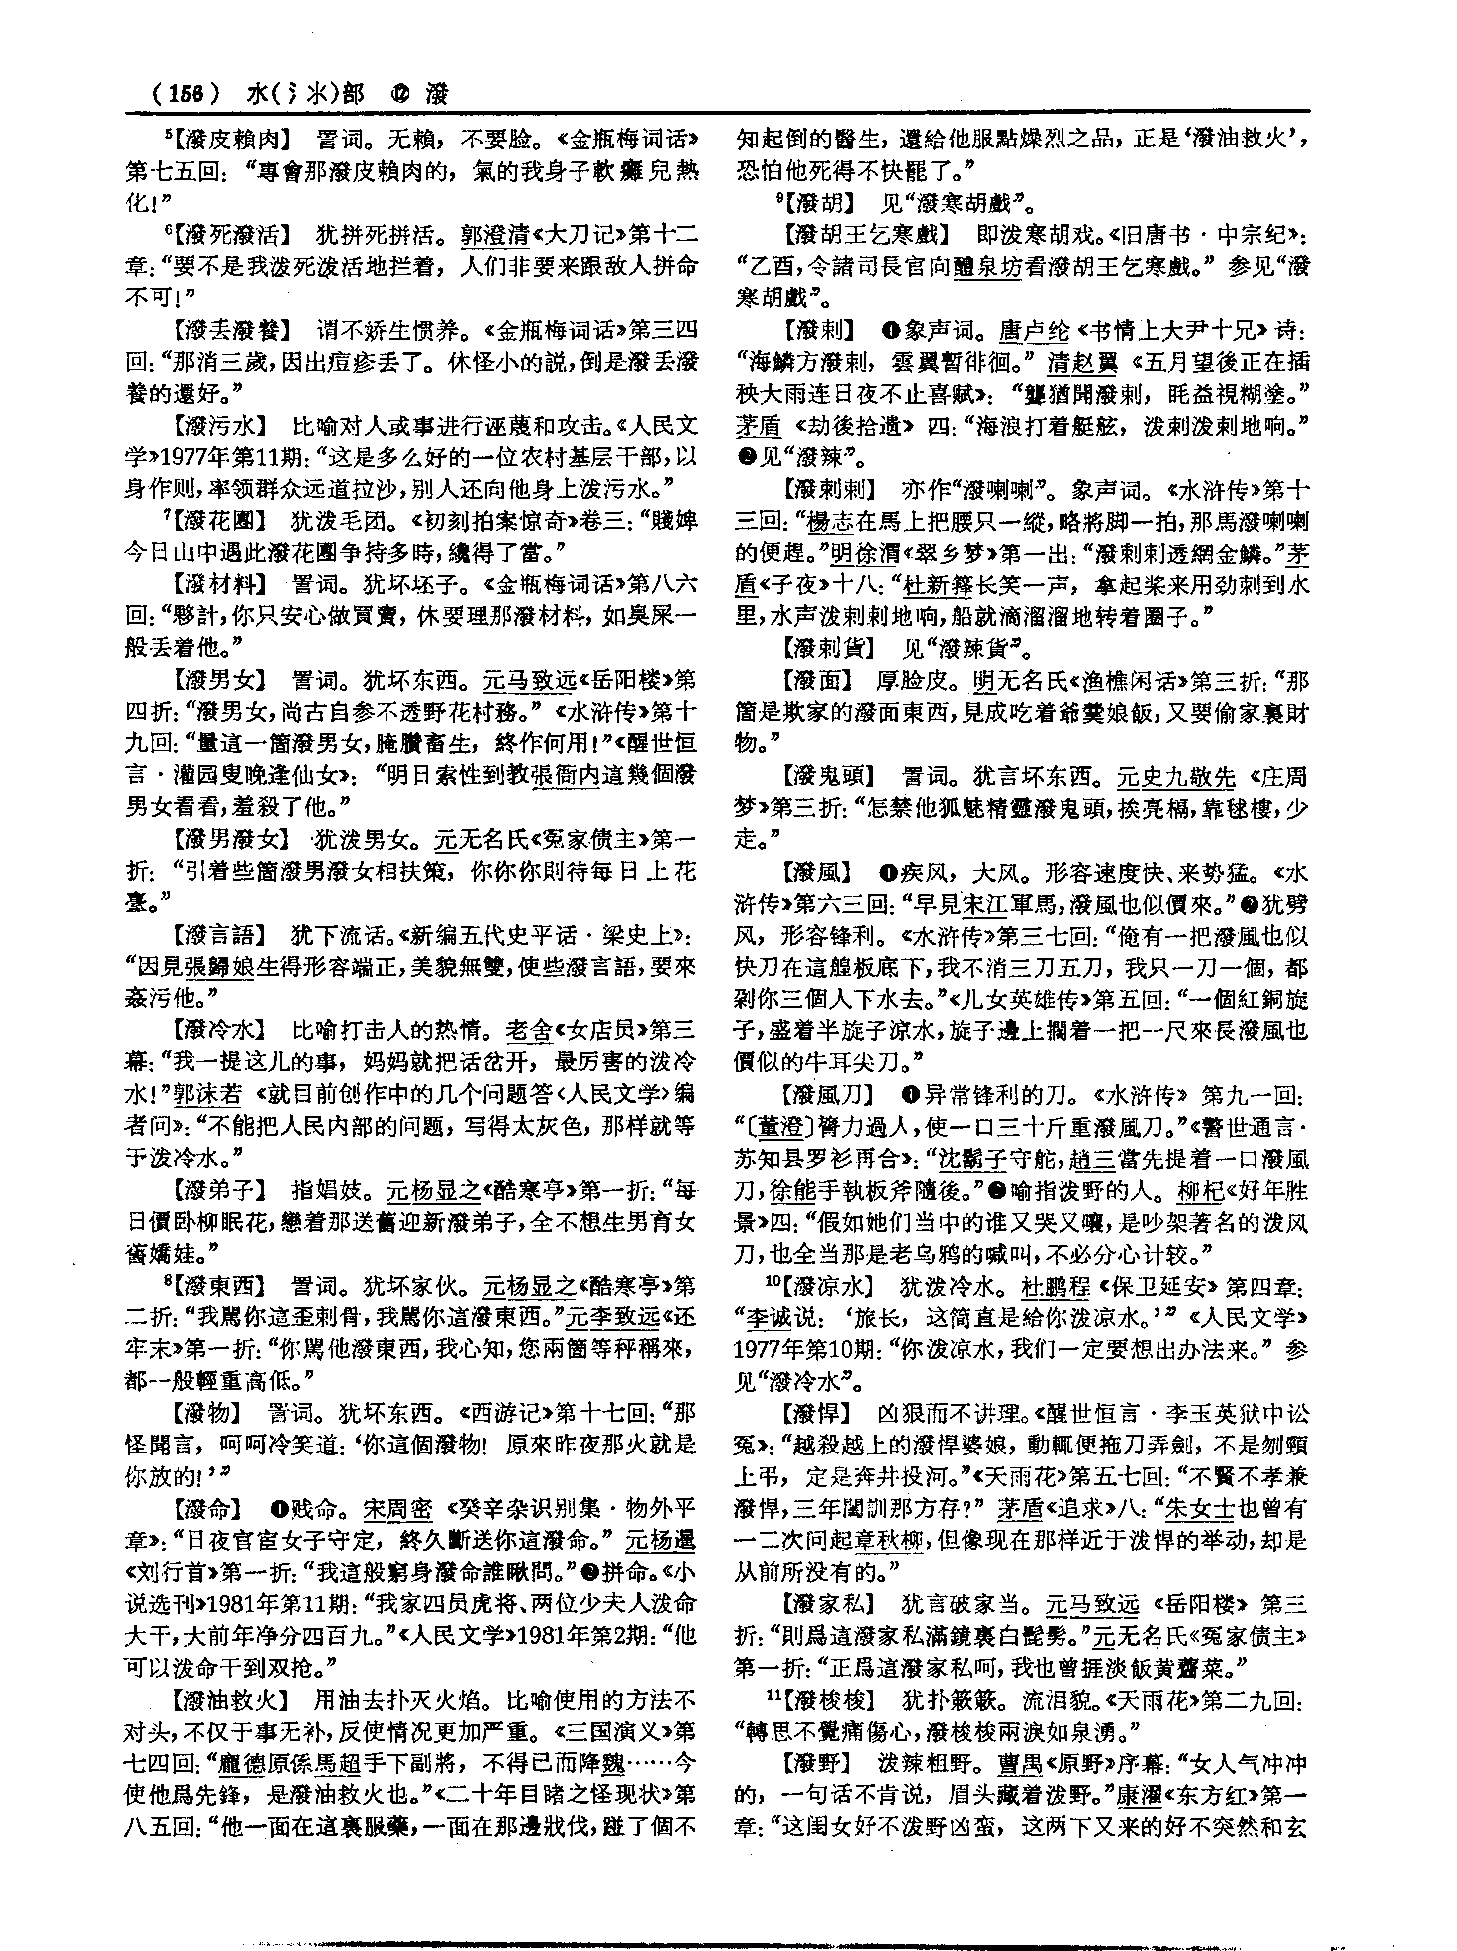 （156） 水(氵氺)部 ⑫ 潑
⁵【潑皮賴肉】 詈词。无賴，不要脸。《金瓶梅词话》
第七五回：“專會那潑皮賴肉的，氣的我身子軟癱兒熱
化！”
⁶【潑死潑活】 犹拼死拼活。郭澄清《大刀记》第十二
章：“要不是我泼死泼活地拦着，人们非要来跟敌人拼命
不可！”
【潑丢潑養】 谓不娇生惯养。《金瓶梅词话》第三四
回：“那消三歲，因出痘疹丢了。休怪小的説，倒是潑丢潑
養的還好。”
【潑污水】 比喻对人或事进行诬蔑和攻击。《人民文
学》1977年第11期：“这是多么好的一位农村基层干部，以
身作则，率领群众远道拉沙，别人还向他身上泼污水。”
⁷【潑花團】 犹泼毛团。《初刻拍案惊奇》卷三：“賤婢
今日山中遇此潑花團争持多時，纔得了當。”
【潑材料】 詈词。犹坏坯子。《金瓶梅词话》第八六
回：“夥計，你只安心做買賣，休要理那潑材料，如臭屎一
般丢着他。”
【潑男女】 詈词。犹坏东西。元马致远《岳阳楼》第
四折：“潑男女，尚古自参不透野花村務。”《水浒传》第十
九回：“量這一箇潑男女，腌臢畜生，終作何用！”《醒世恒
言·灌园叟晚逢仙女》：“明日索性到教張衙内這幾個潑
男女看看，羞殺了他。”
【潑男潑女】 犹泼男女。元无名氏《冤家债主》第一
折：“引着些箇潑男潑女相扶策，你你你則待每日上花
臺。”
【潑言語】 犹下流话。《新编五代史平话·梁史上》：
“因見張歸娘生得形容端正，美貌無雙，使些潑言語，要來
姦污他。”
【潑冷水】 比喻打击人的热情。老舍《女店员》第三
幕：“我一提这儿的事，妈妈就把话岔开，最厉害的泼冷
水！”郭沫若《就目前创作中的几个问题答〈人民文学〉编
者问》：“不能把人民内部的问题，写得太灰色，那样就等
于泼冷水。”
【潑弟子】 指娼妓。元杨显之《酷寒亭》第一折：“每
日價卧柳眠花，戀着那送舊迎新潑弟子，全不想生男育女
舊嬌娃。”
⁸【潑東西】 詈词。犹坏家伙。元杨显之《酷寒亭》第
二折：“我駡你這歪剌骨，我駡你這潑東西。”元李致远《还
牢末》第一折：“你駡他潑東西，我心知，您兩箇等秤稱來，
都一般輕重高低。”
【潑物】 詈词。犹坏东西。《西游记》第十七回：“那
怪聞言，呵呵冷笑道：‘你這個潑物！原來昨夜那火就是
你放的！’”
【潑命】 ❶贱命。宋周密《癸辛杂识别集·物外平
章》：“日夜官宦女子守定，終久斷送你這潑命。”元杨暹
《刘行首》第一折：“我這般窮身潑命誰瞅問。”❷拼命。《小
说选刊》1981年第11期：“我家四员虎将、两位少夫人泼命
大干，大前年净分四百九。”《人民文学》1981年第2期：“他
可以泼命干到双抢。”
【潑油救火】 用油去扑灭火焰。比喻使用的方法不
对头，不仅于事无补，反使情况更加严重。《三国演义》第
七四回：“龐德原係馬超手下副將，不得已而降魏……今
使他爲先鋒，是潑油救火也。”《二十年目睹之怪现状》第
八五回：“他一面在這裏服藥，一面在那邊戕伐，碰了個不
知起倒的醫生，還給他服點燥烈之品，正是‘潑油救火’，
恐怕他死得不快罷了。”
⁹【潑胡】 见“潑寒胡戲”。
【潑胡王乞寒戲】 即泼寒胡戏。《旧唐书·中宗纪》：
“乙酉，令諸司長官向醴泉坊看潑胡王乞寒戲。”参见“潑
寒胡戲”。
【潑剌】 ❶象声词。唐卢纶《书情上大尹十兄》诗：
“海鱗方潑剌，雲翼暫徘徊。”清赵翼《五月望後正在插
秧大雨连日夜不止喜赋》：“聾猶聞潑剌，眊益視糊塗。”
茅盾《劫後拾遗》四：“海浪打着艇舷，泼剌泼剌地响。”
❷见“潑辣”。
【潑剌剌】 亦作“潑喇喇”。象声词。《水浒传》第十
三回：“楊志在馬上把腰只一縱，略將脚一拍，那馬潑喇喇
的便趕。”明徐渭《翠乡梦》第一出：“潑剌剌透網金鱗。”茅
盾《子夜》十八：“杜新籜长笑一声，拿起桨来用劲刺到水
里，水声泼剌剌地响，船就滴溜溜地转着圈子。”
【潑剌貨】 见“潑辣貨”。
【潑面】 厚脸皮。明无名氏《渔樵闲话》第三折：“那
箇是欺家的潑面東西，見成吃着爺羹娘飯，又要偷家裏財
物。”
【潑鬼頭】 詈词。犹言坏东西。元史九敬先《庄周
梦》第三折：“怎禁他狐魅精靈潑鬼頭，挨亮槅，靠毬樓，少
走。”
【潑風】 ❶疾风，大风。形容速度快、来势猛。《水
浒传》第六三回：“早見宋江軍馬，潑風也似價來。”❷犹劈
风，形容锋利。《水浒传》第三七回：“俺有一把潑風也似
快刀在這艎板底下，我不消三刀五刀，我只一刀一個，都
剁你三個人下水去。”《儿女英雄传》第五回：“一個紅銅旋
子，盛着半旋子涼水，旋子邊上擱着一把一尺來長潑風也
價似的牛耳尖刀。”
【潑風刀】 ❶异常锋利的刀。《水浒传》第九一回：
“〔董澄〕膂力過人，使一口三十斤重潑風刀。”《警世通言·
苏知县罗衫再合》：“沈鬍子守舵，趙三當先提着一口潑風
刀，徐能手執板斧隨後。”❷喻指泼野的人。柳杞《好年胜
景》四：“假如她们当中的谁又哭又嚷，是吵架著名的泼风
刀，也全当那是老乌鸦的喊叫，不必分心计较。”
¹⁰【潑凉水】 犹泼冷水。杜鹏程《保卫延安》第四章：
“李诚说：‘旅长，这简直是给你泼凉水。’”《人民文学》
1977年第10期：“你泼凉水，我们一定要想出办法来。”参
见“潑冷水”。
【潑悍】 凶狠而不讲理。《醒世恒言·李玉英狱中讼
冤》：“越殺越上的潑悍婆娘，動輒便拖刀弄劍，不是刎頸
上弔，定是奔井投河。”《天雨花》第五七回：“不賢不孝兼
潑悍，三年閫訓那方存？”茅盾《追求》八：“朱女士也曾有
一二次问起章秋柳，但像现在那样近于泼悍的举动，却是
从前所没有的。”
【潑家私】 犹言破家当。元马致远《岳阳楼》第三
折：“則爲這潑家私滿鏡裏白髭髣。”元无名氏《冤家债主》
第一折：“正爲這潑家私呵，我也曾捱淡飯黄虀菜。”
¹¹【潑梭梭】 犹扑簌簌。流泪貌。《天雨花》第二九回：
“轉思不覺痛傷心，潑梭梭兩淚如泉湧。”
【潑野】 泼辣粗野。曹禺《原野》序幕：“女人气冲冲
的，一句话不肯说，眉头藏着泼野。”康濯《东方红》第一
章：“这闺女好不泼野凶蛮，这两下又来的好不突然和玄